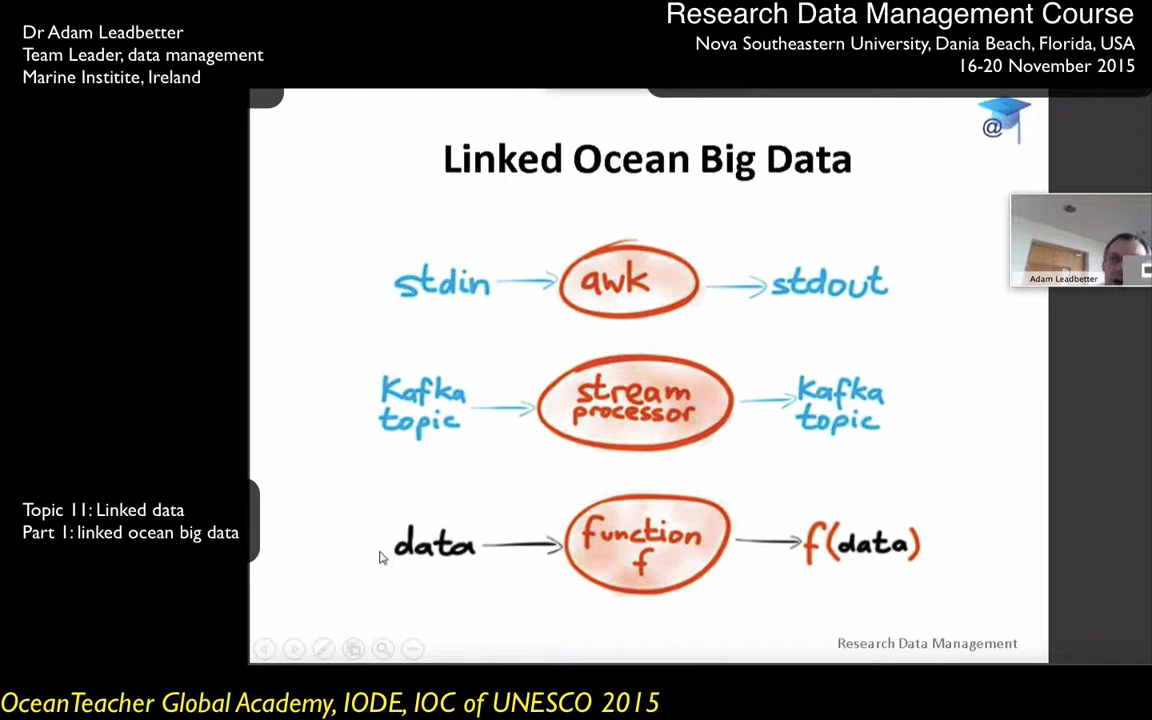 Dr Adam Leadbetter
Team Leader, data management
Marine Institite, Ireland
Research Data Management Course
Nova Southeastern University, Dania Beach, Florida, USA
16-20 November 2015
@
Linked Ocean Big Data
stdin awk stdout
Adam Leadbetter
Kafka topic stream processor Kafka topic
data function f f(data)
Topic 11: Linked data
Part 1: linked ocean big data
Research Data Management
OceanTeacher Global Academy, IODE, IOC of UNESCO 2015